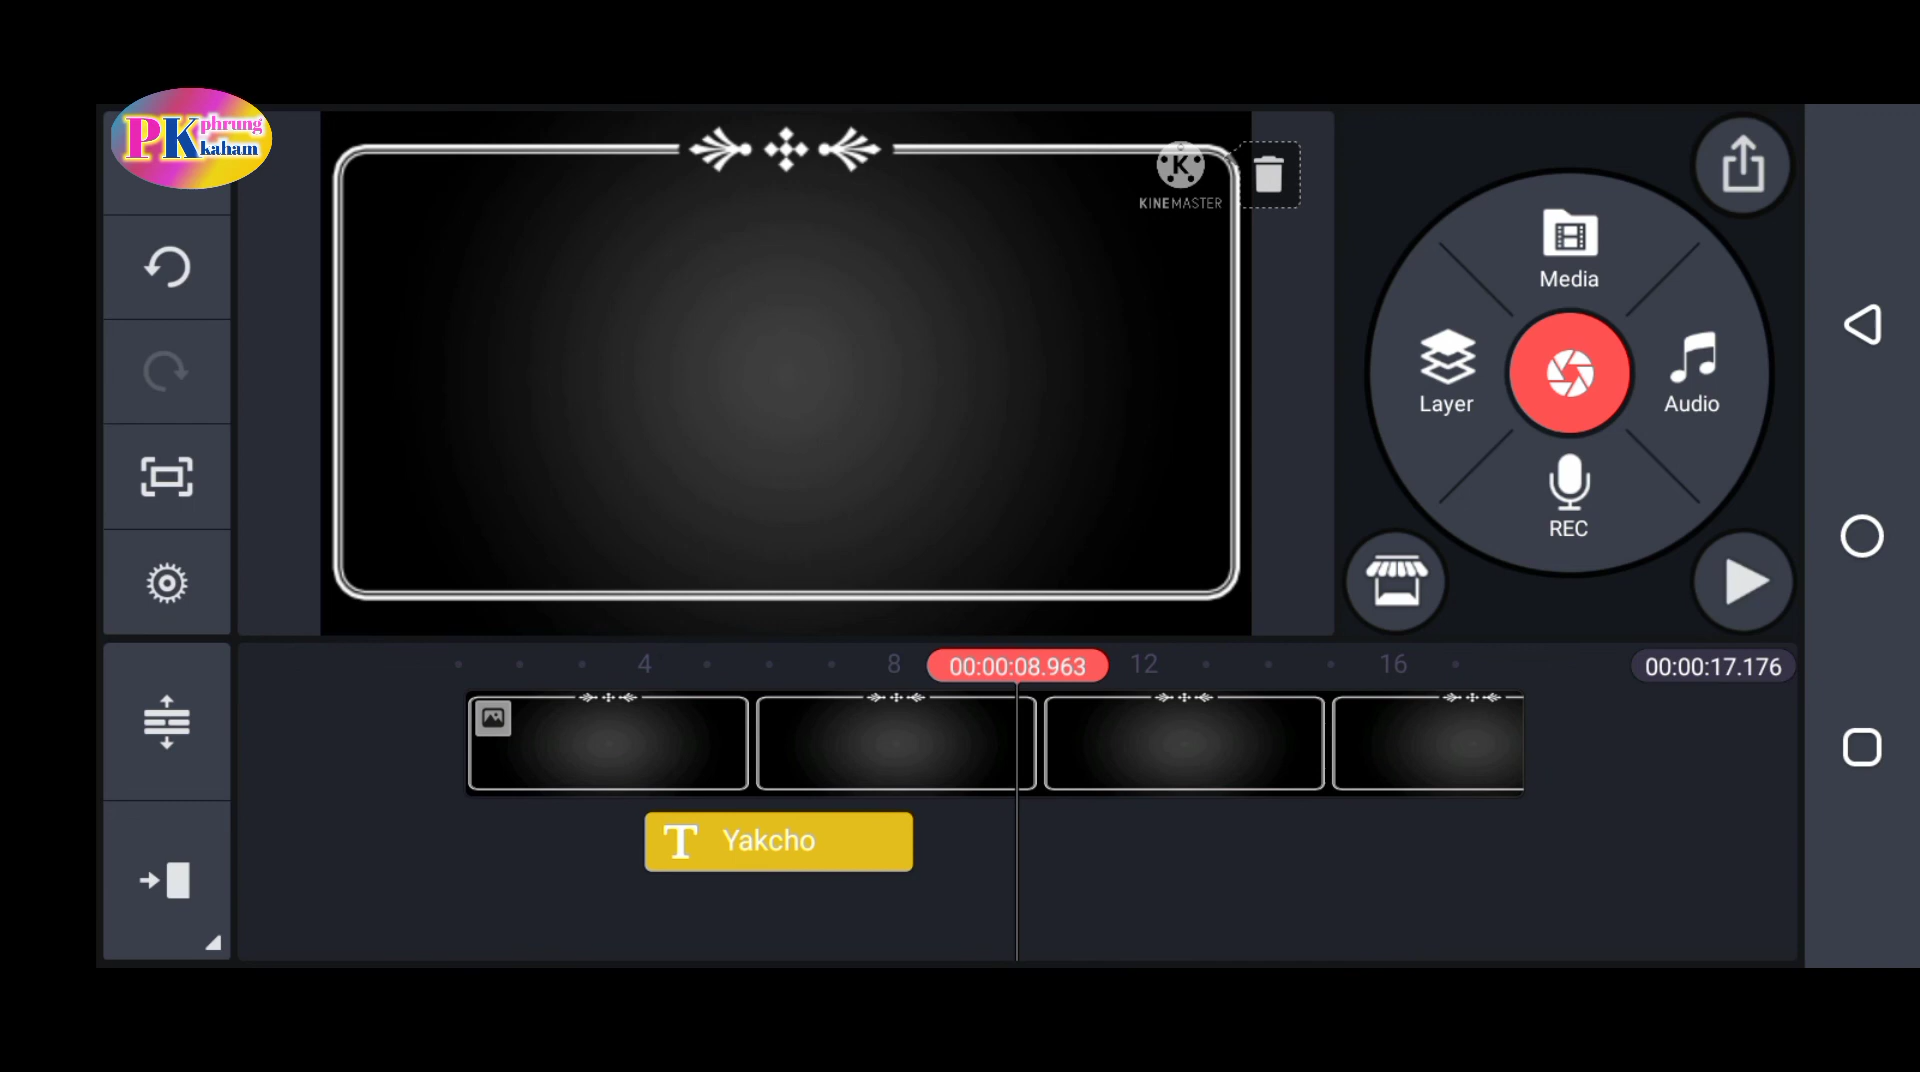 PK phrung kaham
KINEMASTER
Media
Layer
Audio
REC
4
8
00:00:08.963
12
16
00:00:17.176
T Yakcho